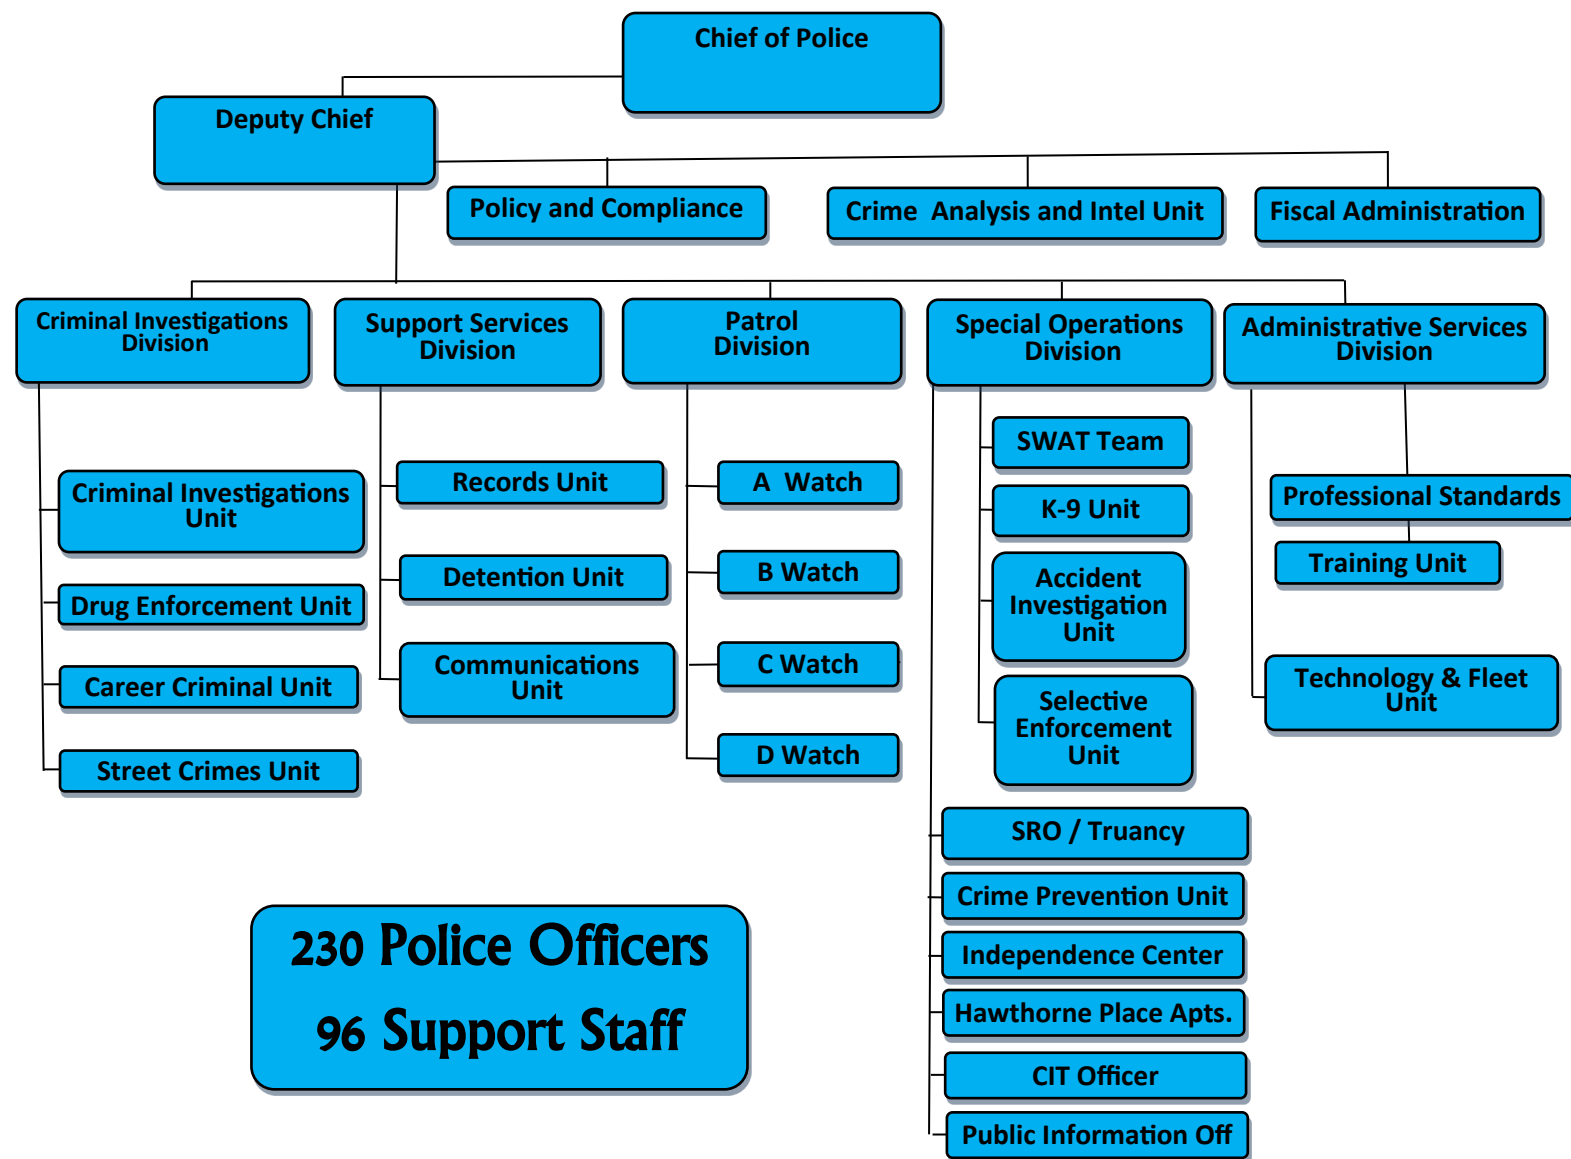 Chief of Police
Deputy Chief
Policy and Compliance
Crime Analysis and Intel Unit
Fiscal Administration
Criminal Investigations
Division
Support Services
Division
Patrol
Division
Special Operations
Division
Administrative Services
Division
Criminal Investigations
Unit
Drug Enforcement Unit
Career Criminal Unit
Street Crimes Unit
Records Unit
Detention Unit
Communications
Unit
A Watch
B Watch
C Watch
D Watch
SWAT Team
K-9 Unit
Accident
Investigation
Unit
Selective
Enforcement
Unit
SRO / Truancy
Crime Prevention Unit
Independence Center
Hawthorne Place Apts.
CIT Officer
Public Information Off
Professional Standards
Training Unit
Technology & Fleet
Unit
230 Police Officers
96 Support Staff